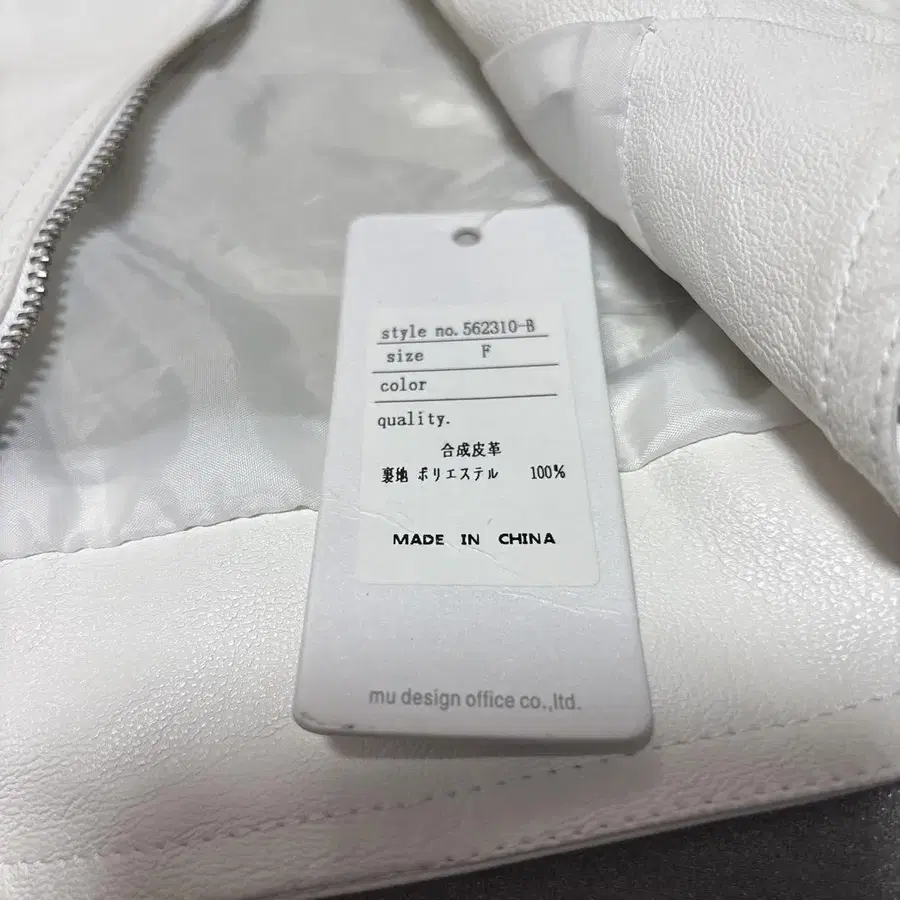 style no. 562310-B
size F
color
quality.
合成皮革
裏地 ポリエステル 100%
MADE IN CHINA
mu design office co.,ltd.